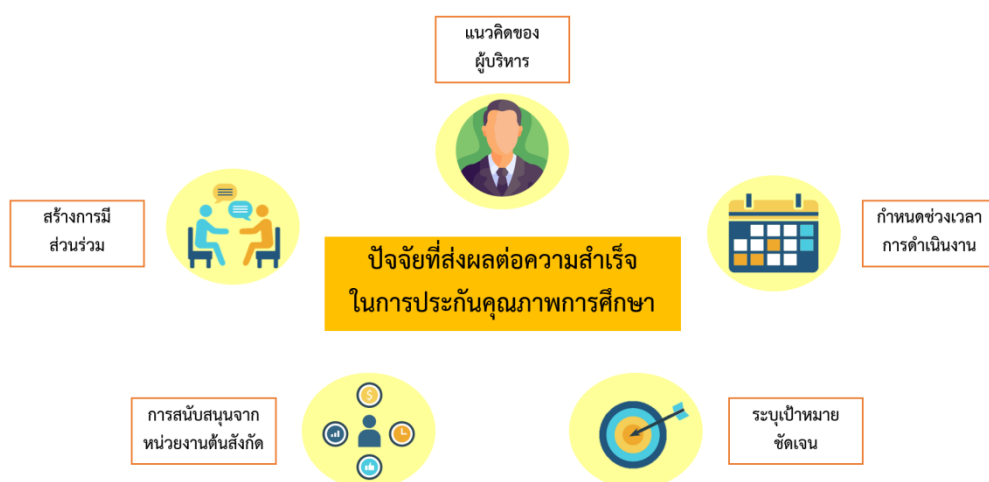 แนวคิดของ
ผู้บริหาร
สร้างการมี
ส่วนร่วม
กำหนดช่วงเวลา
การดำเนินงาน
ปัจจัยที่ส่งผลต่อความสำเร็จ
ในการประกันคุณภาพการศึกษา
การสนับสนุนจาก
หน่วยงานต้นสังกัด
ระบุเป้าหมาย
ชัดเจน